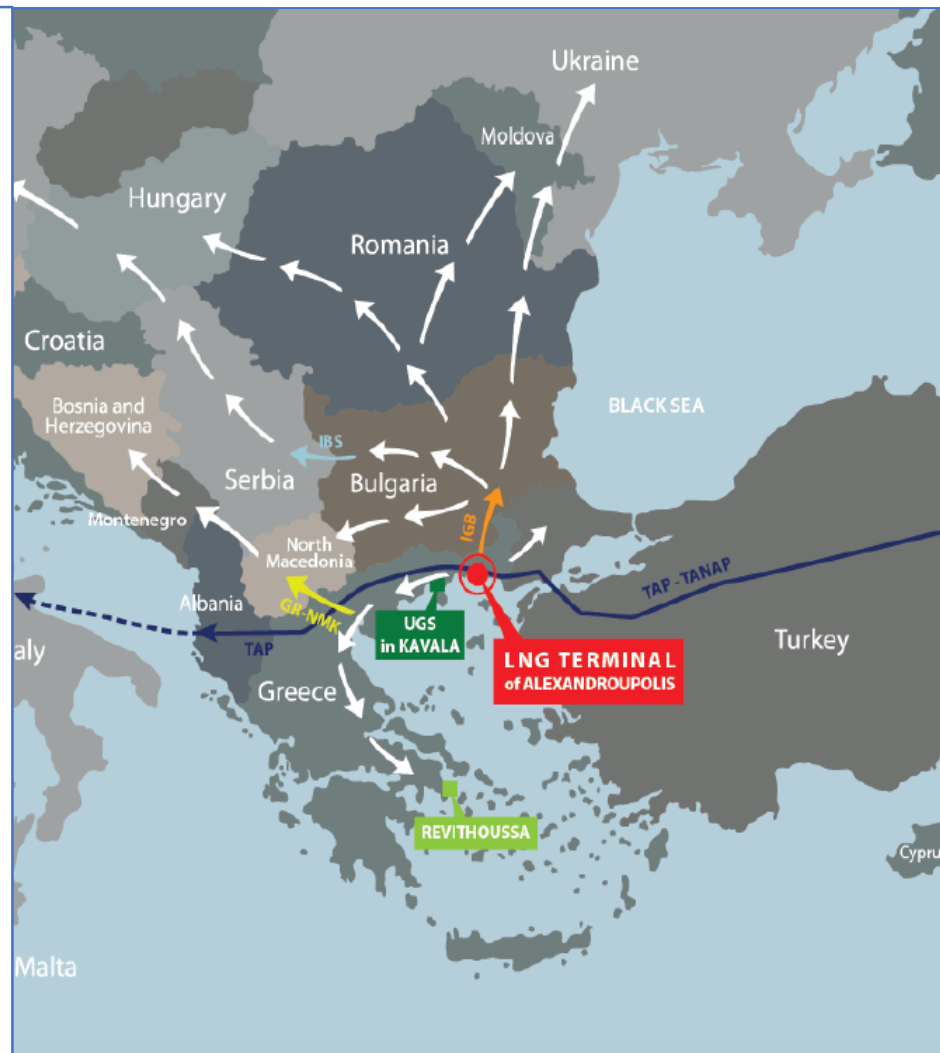 Ukraine
Moldova
Hungary
Romania
Croatia
Bosnia and
Herzegovina
BLACK SEA
IBS
Serbia
Bulgaria
Montenegro
IGB
North
Macedonia
TAP - TANAP
Albania
GR-NMK
UGS
in KAVALA
TAP
aly
LNG TERMINAL
of ALEXANDROUPOLIS
Turkey
Greece
REVITHOUSSA
Cypru
Malta